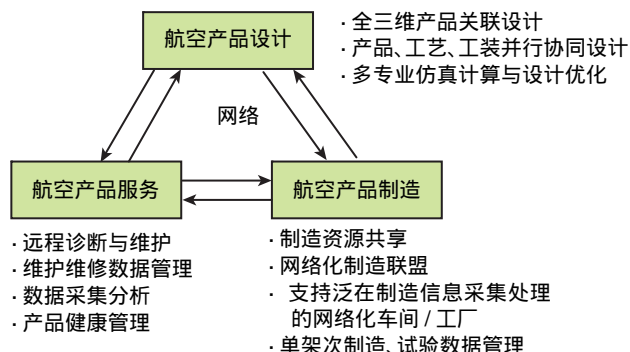 航空产品设计
· 全三维产品关联设计
· 产品、工艺、工装并行协同设计
· 多专业仿真计算与设计优化
网络
航空产品服务
航空产品制造
· 远程诊断与维护
· 维护维修数据管理
· 数据采集分析
· 产品健康管理
· 制造资源共享
· 网络化制造联盟
· 支持泛在制造信息采集处理
的网络化车间 / 工厂
· 单架次制造、试验数据管理